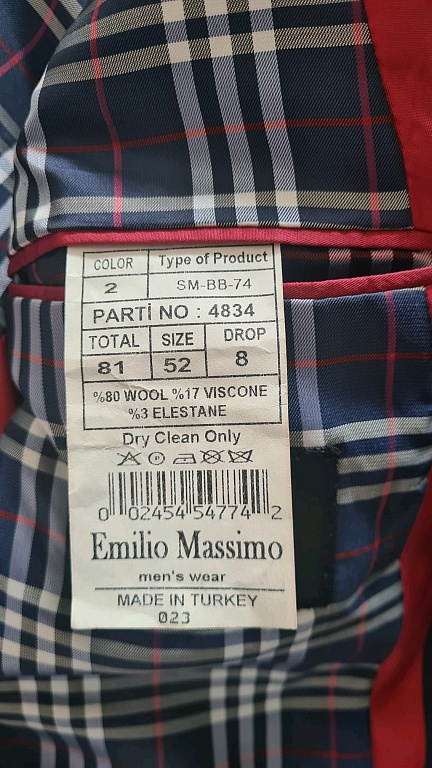 COLOR Type of Product
2 SM-BB-74
PARTİ NO : 4834
TOTAL SIZE DROP
81 52 8
%80 WOOL %17 VISCONE
%3 ELESTANE
Dry Clean Only
0 02454 54774 2
Emilio Massimo
men's wear
MADE IN TURKEY
023